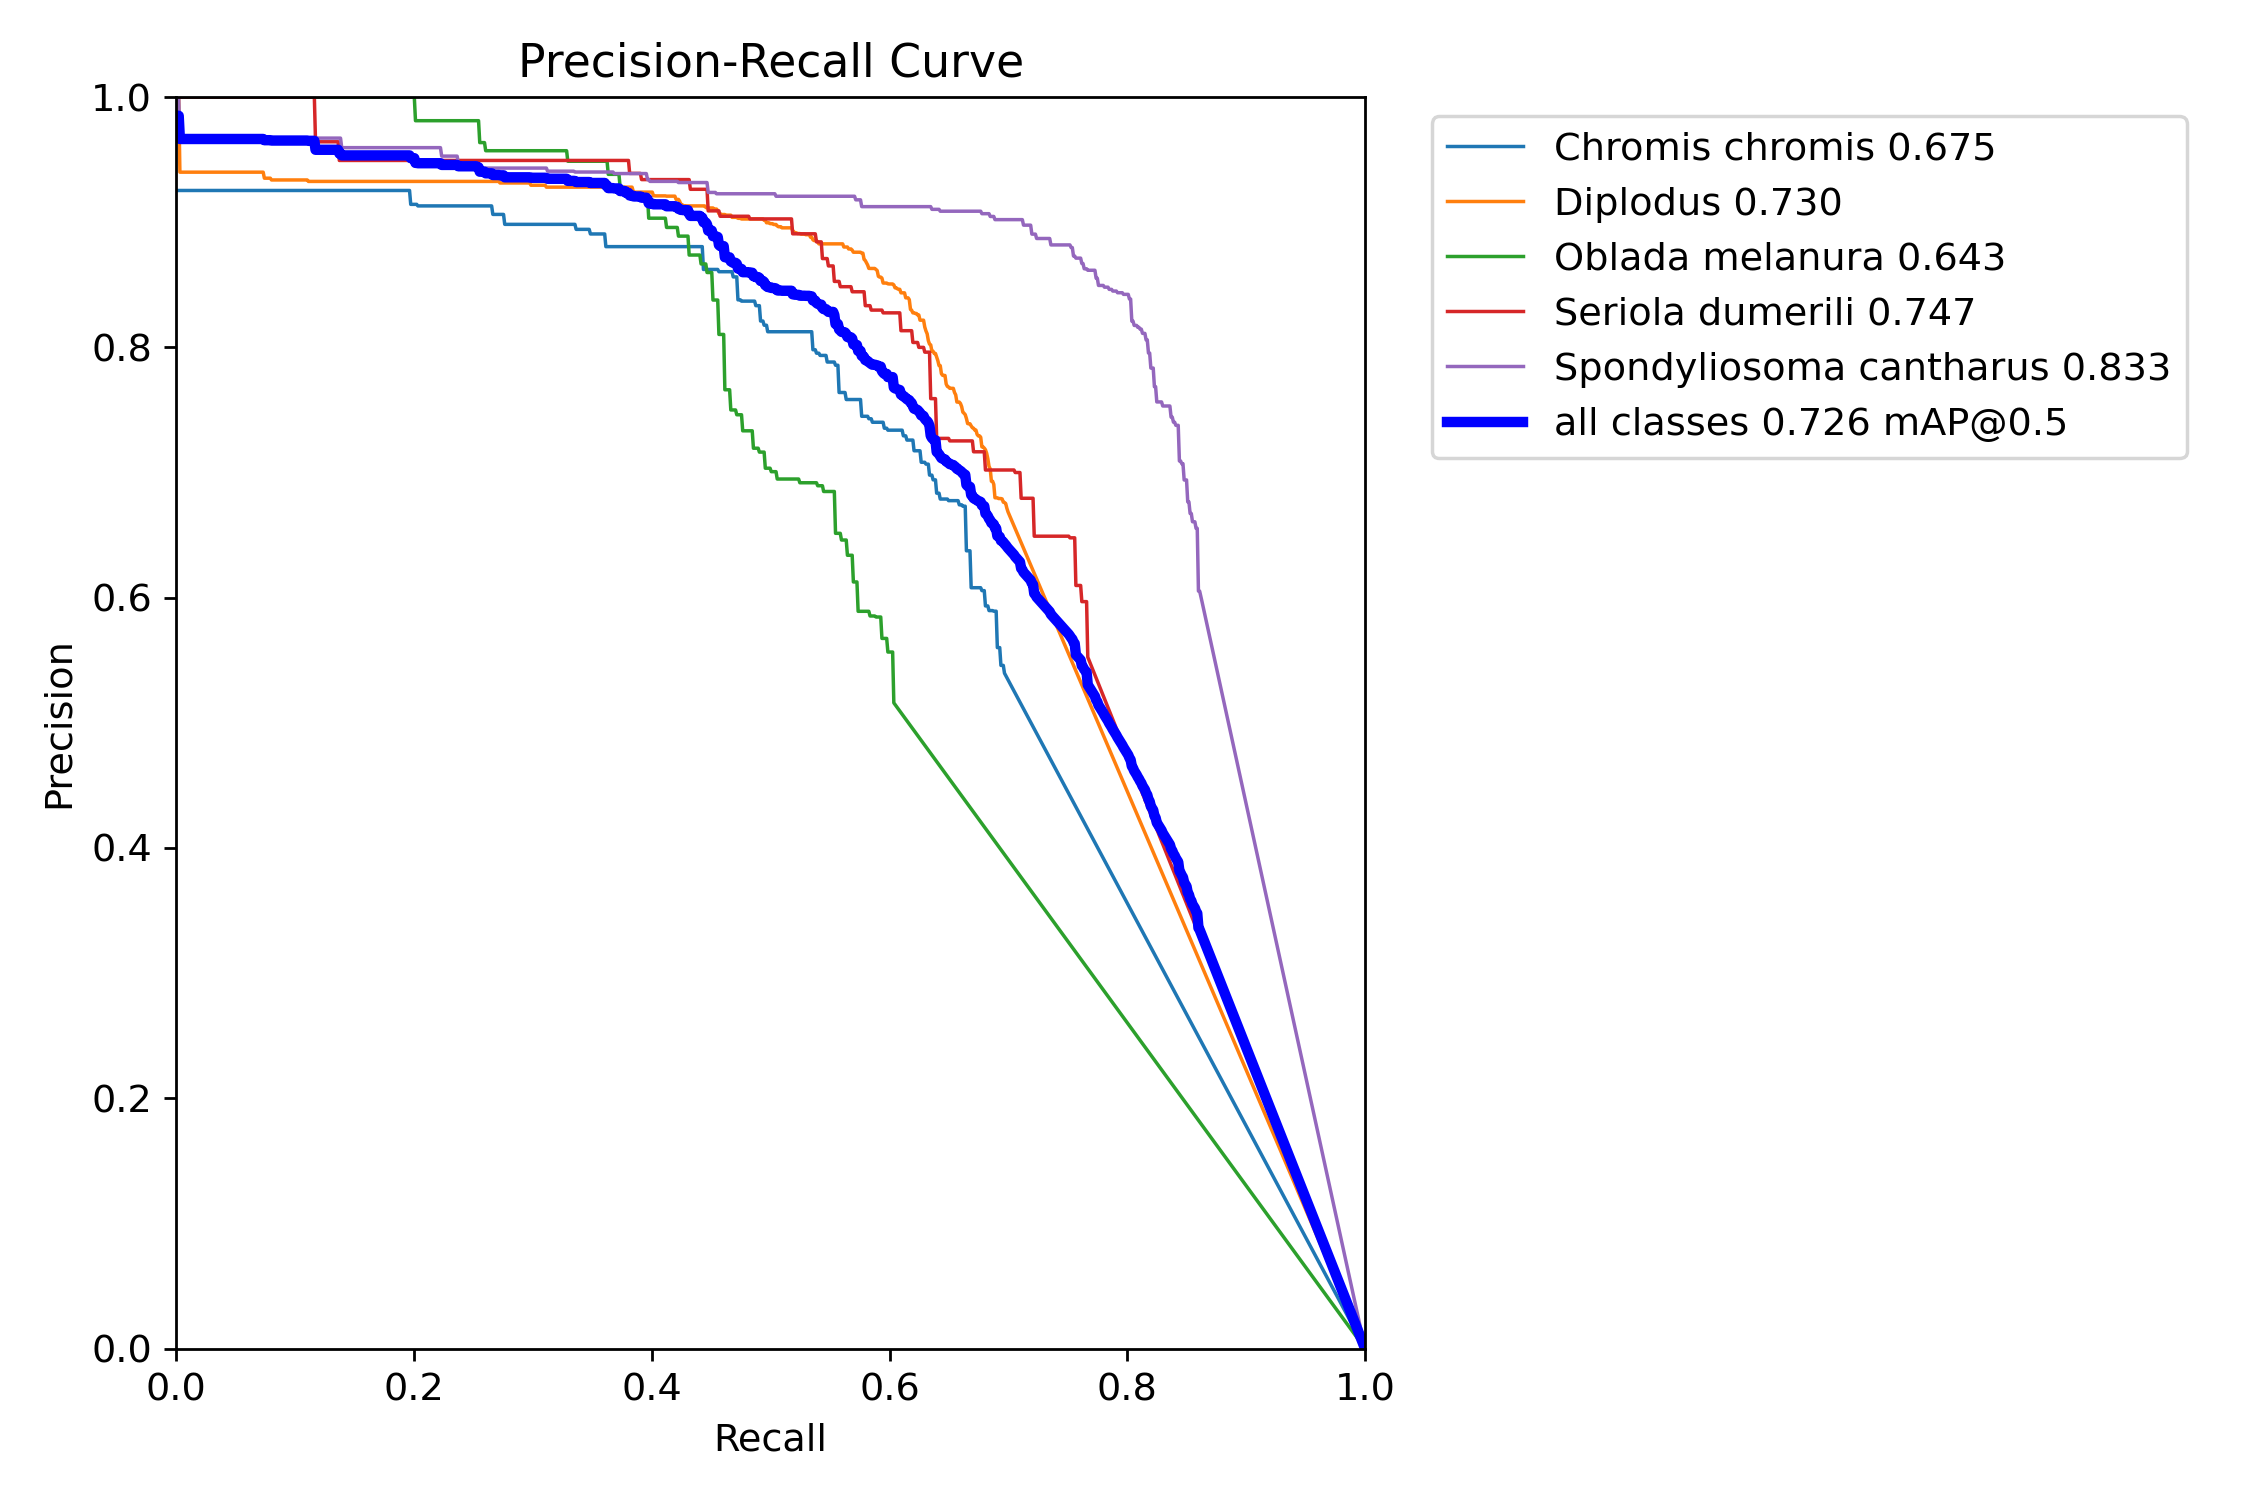 Precision-Recall Curve
1.0
0.8
0.6
0.4
0.2
0.0
Precision
0.0 0.2 0.4 0.6 0.8 1.0
Recall
Chromis chromis 0.675
Diplodus 0.730
Oblada melanura 0.643
Seriola dumerili 0.747
Spondyliosoma cantharus 0.833
all classes 0.726 mAP@0.5